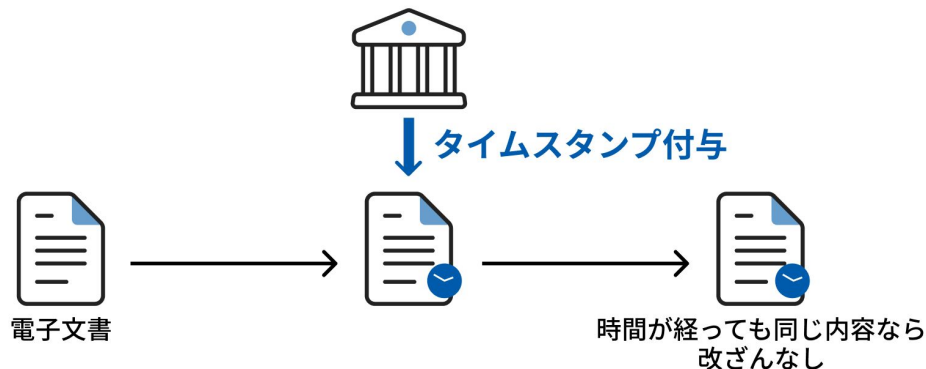 タイムスタンプ付与
電子文書
時間が経っても同じ内容なら
改ざんなし